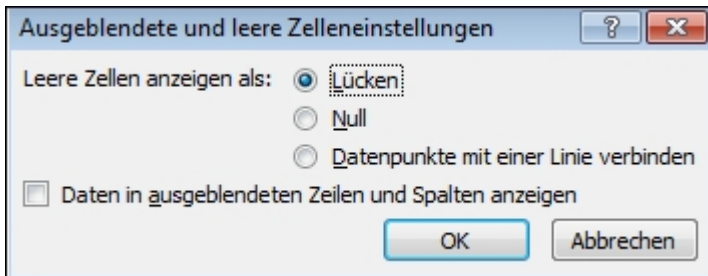 Ausgeblendete und leere Zelleneinstellungen
Leere Zellen anzeigen als:
Lücken
Null
Datenpunkte mit einer Linie verbinden
Daten in ausgeblendeten Zeilen und Spalten anzeigen
OK
Abbrechen